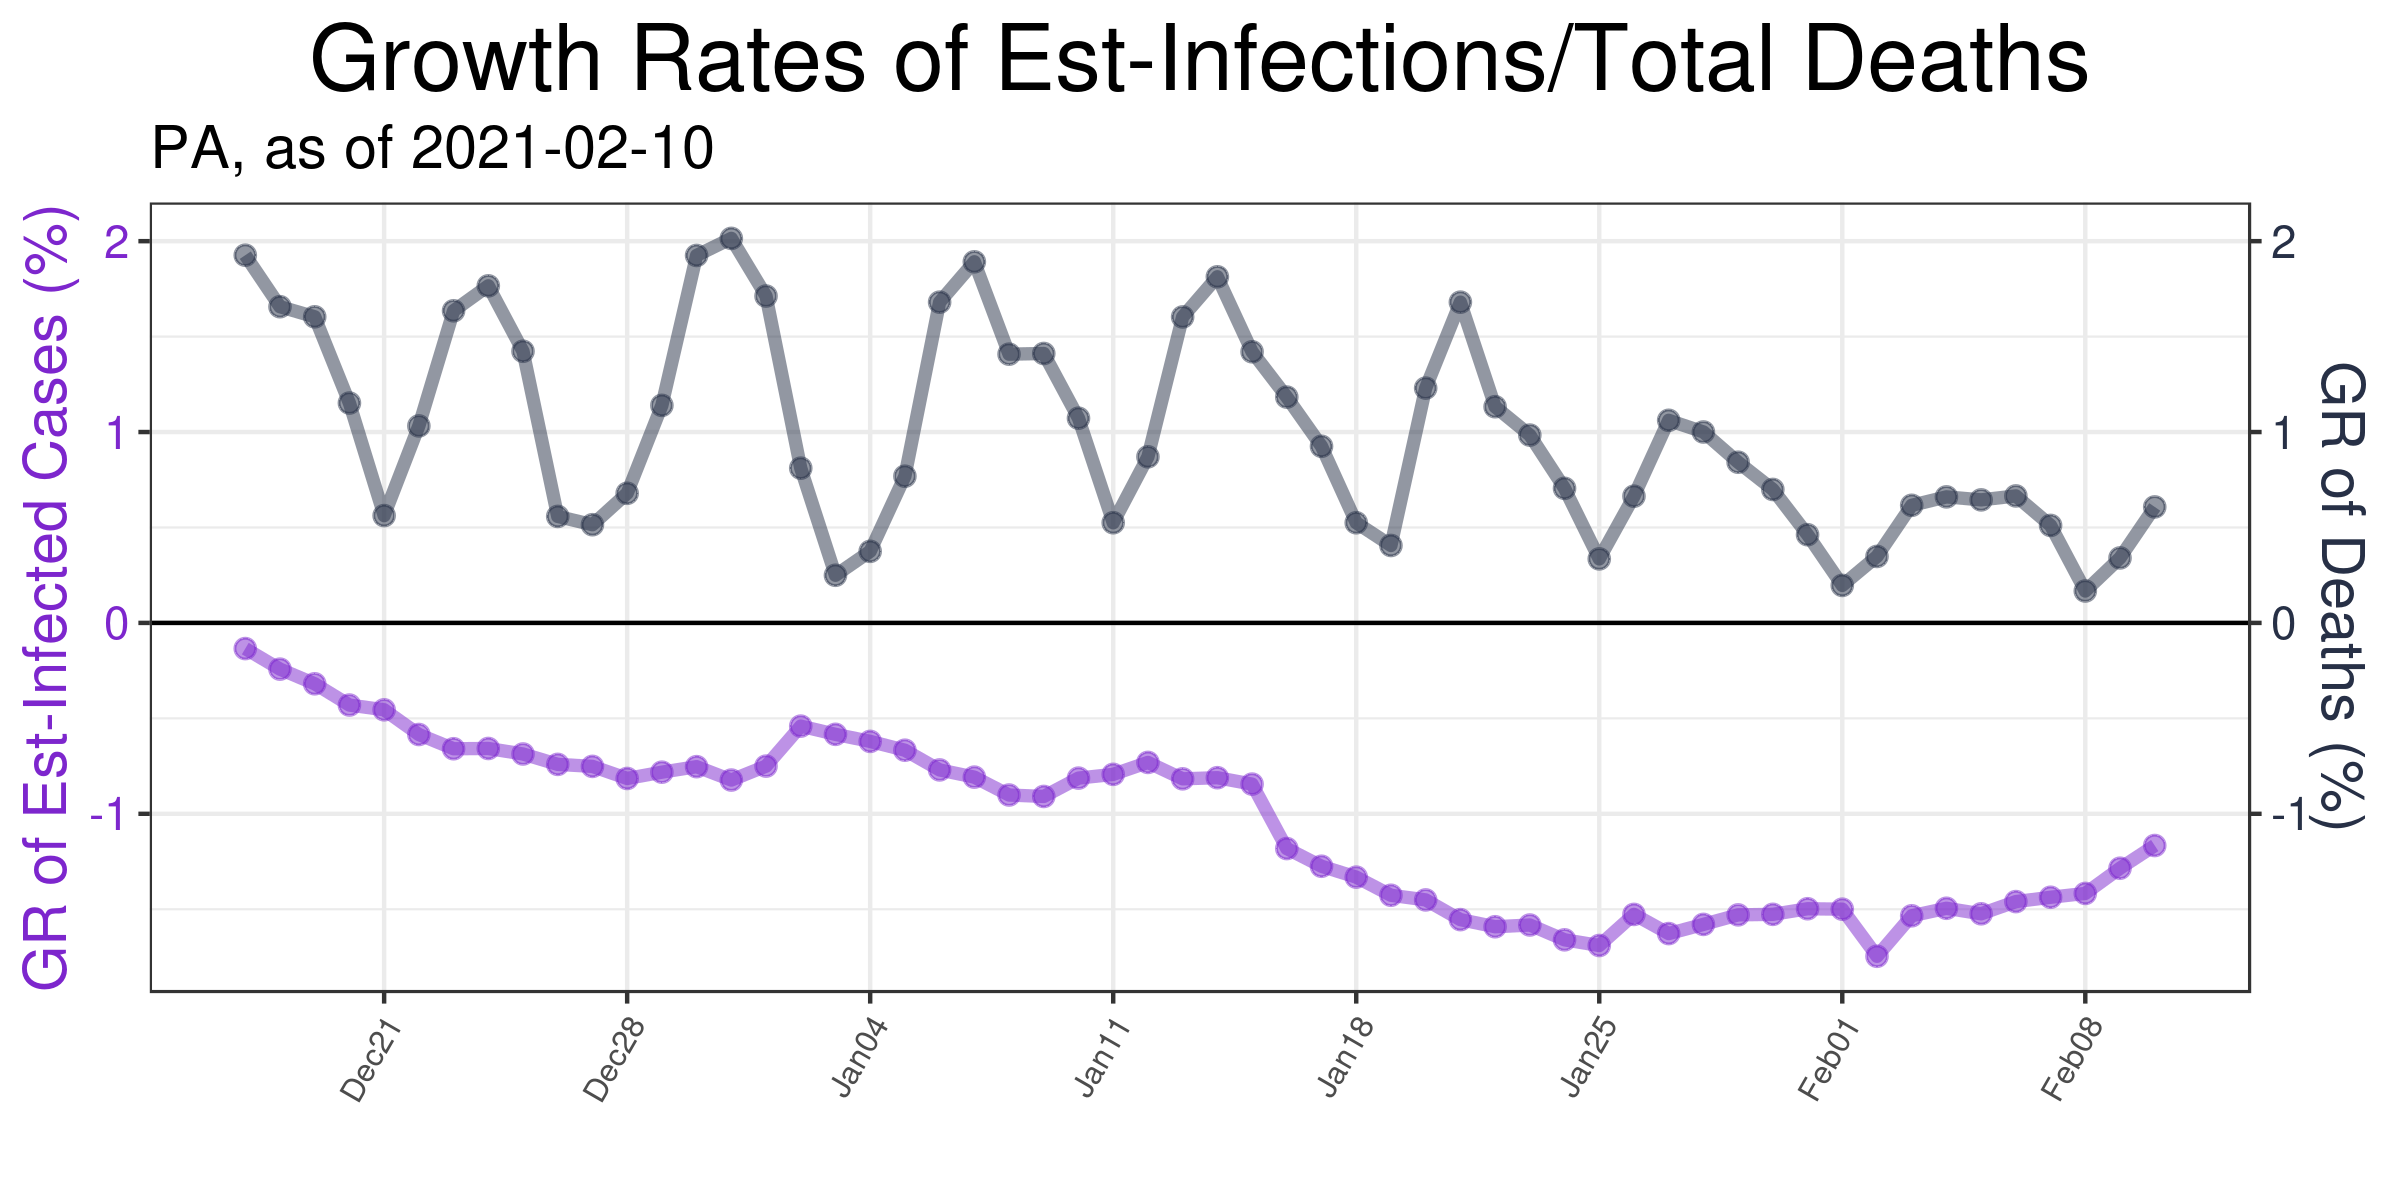 Growth Rates of Est-Infections/Total Deaths
PA, as of 2021-02-10
GR of Est-Infected Cases (%)
2
1
0
-1
2
1
0
-1
GR of Deaths (%)
Dec21
Dec28
Jan04
Jan11
Jan18
Jan25
Feb01
Feb08